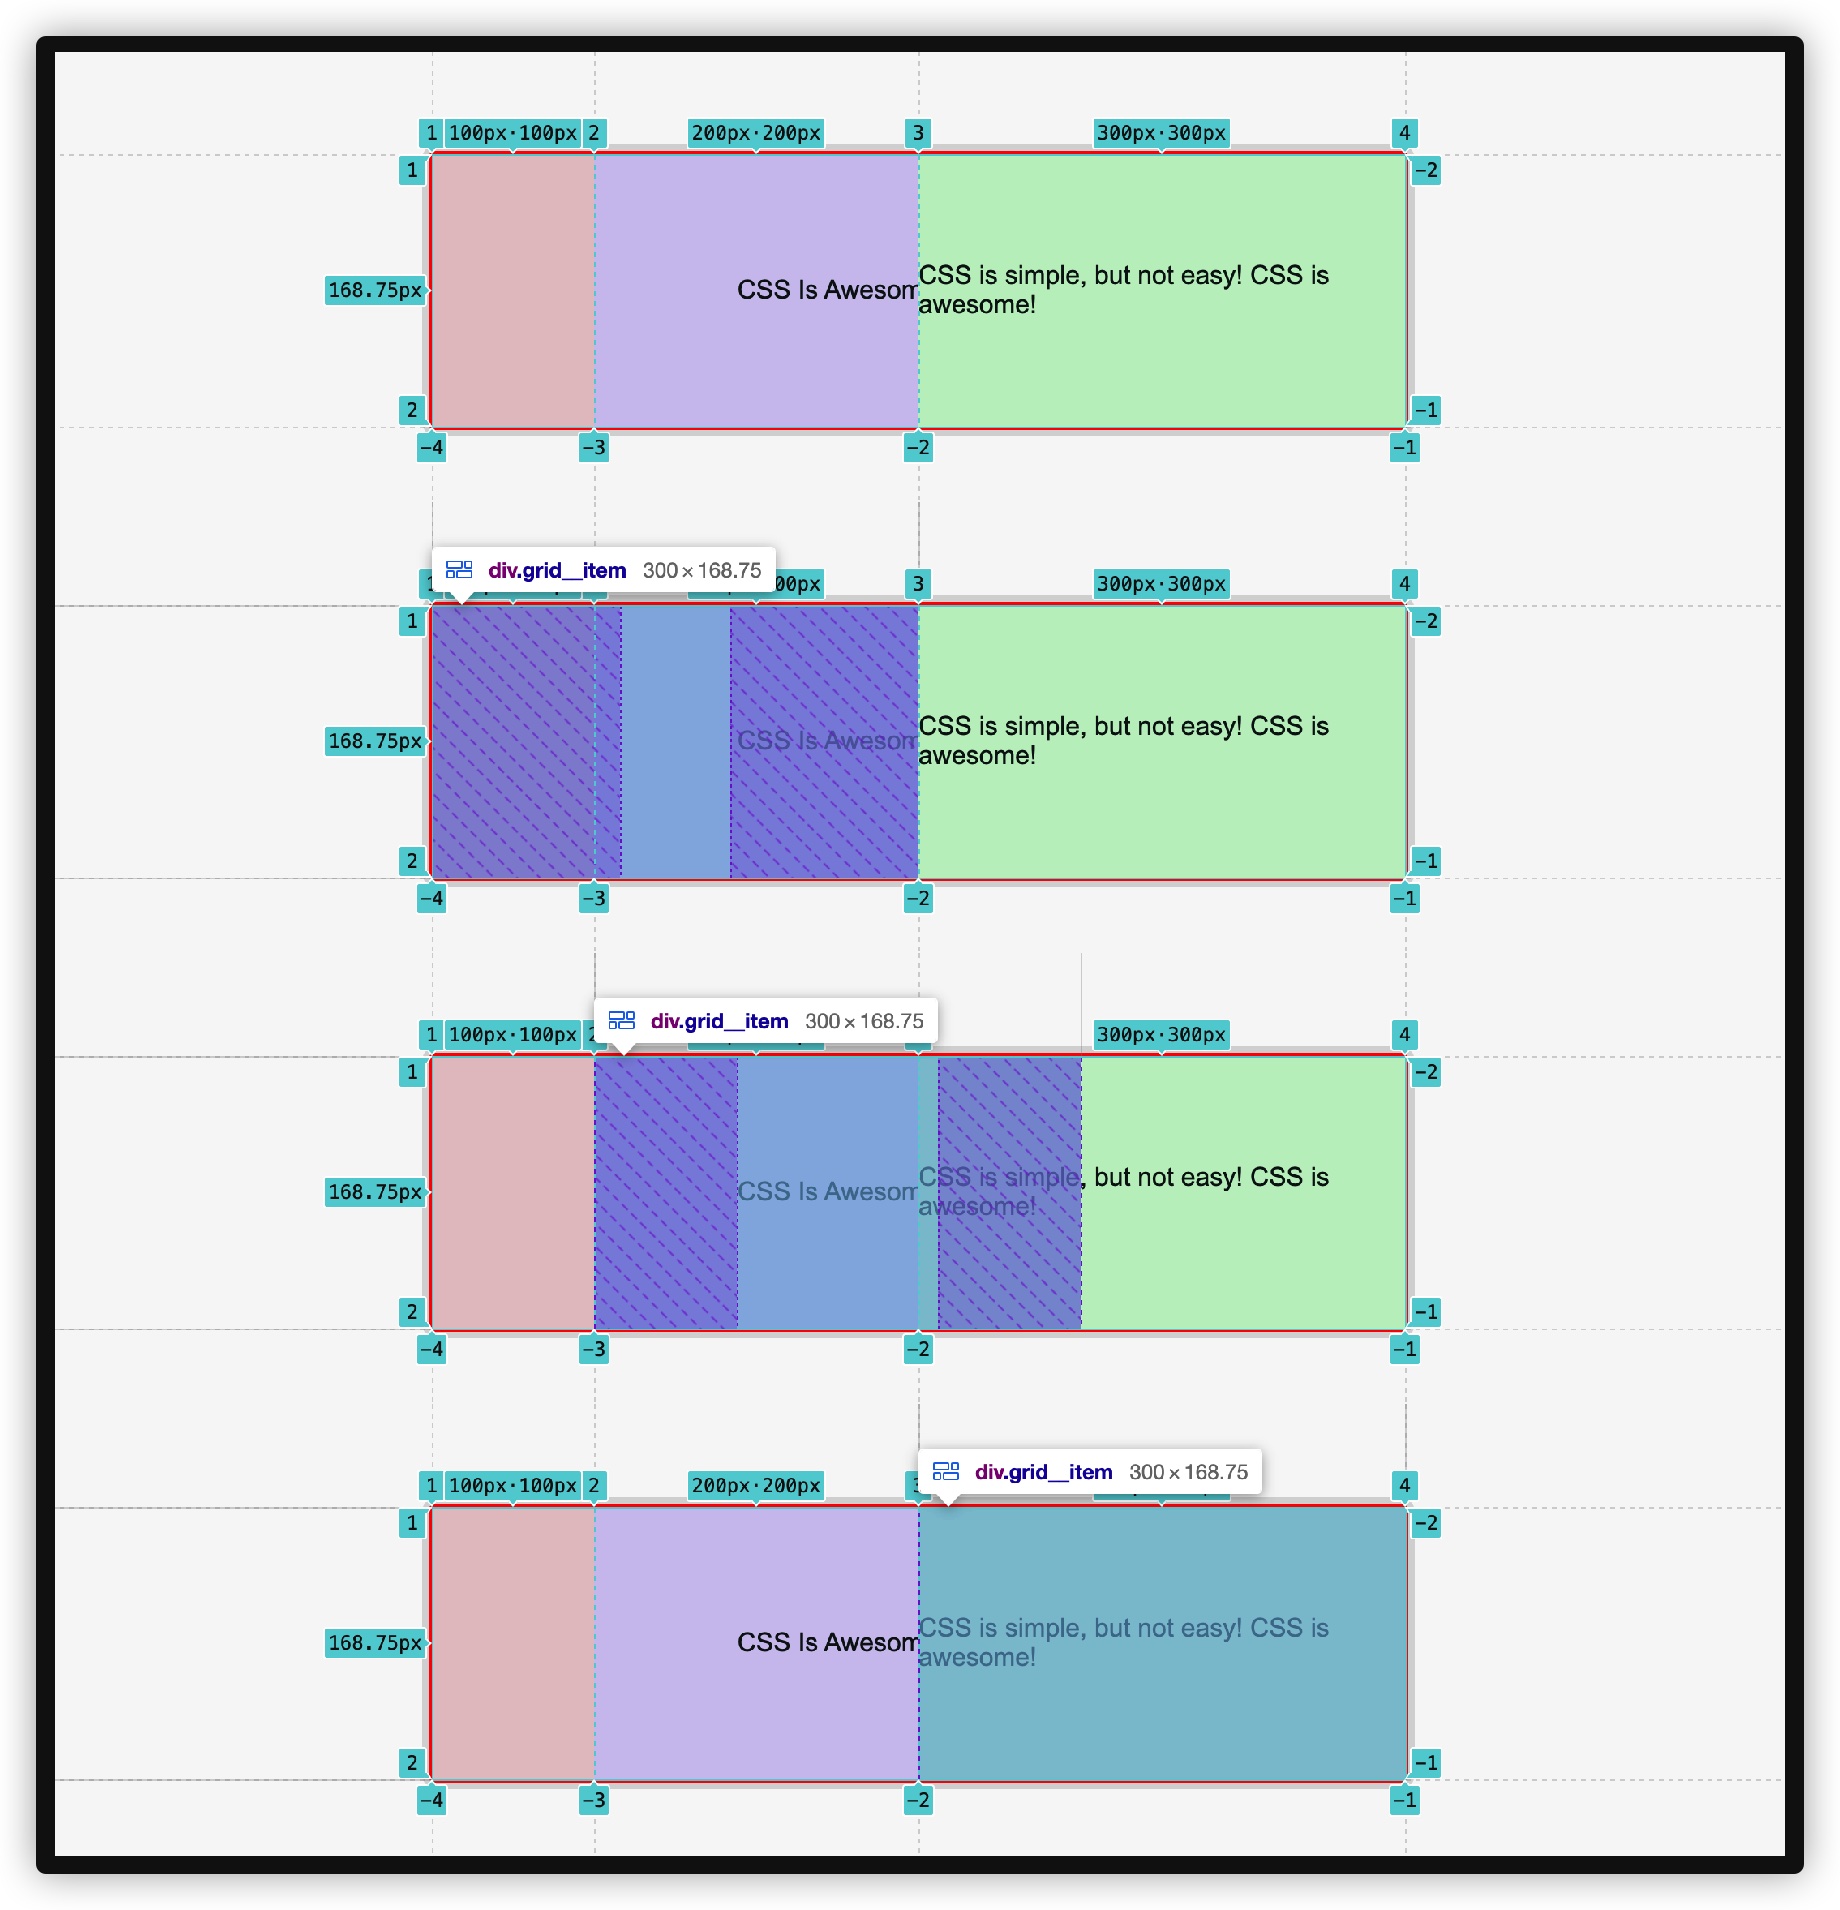 1 100px·100px 2 200px·200px 3 300px·300px 4
1 -2
CSS is simple, but not easy! CSS is
168.75px CSS Is Awesom
awesome!
2 -1
-4 -3 -2 -1
div.grid__item 300×168.75
3 300px·300px 4
1 -2
CSS is simple, but not easy! CSS is
168.75px CSS Is Awesom
awesome!
2 -1
-4 -3 -2 -1
div.grid__item 300×168.75
1 100px·100px 2 300px·300px 4
1 -2
CSS is simple, but not easy! CSS is
168.75px CSS Is Awesom
awesome!
2 -1
-4 -3 -2 -1
div.grid__item 300×168.75
1 100px·100px 2 200px·200px 3 4
1 -2
CSS is simple, but not easy! CSS is
168.75px CSS Is Awesom
awesome!
2 -1
-4 -3 -2 -1